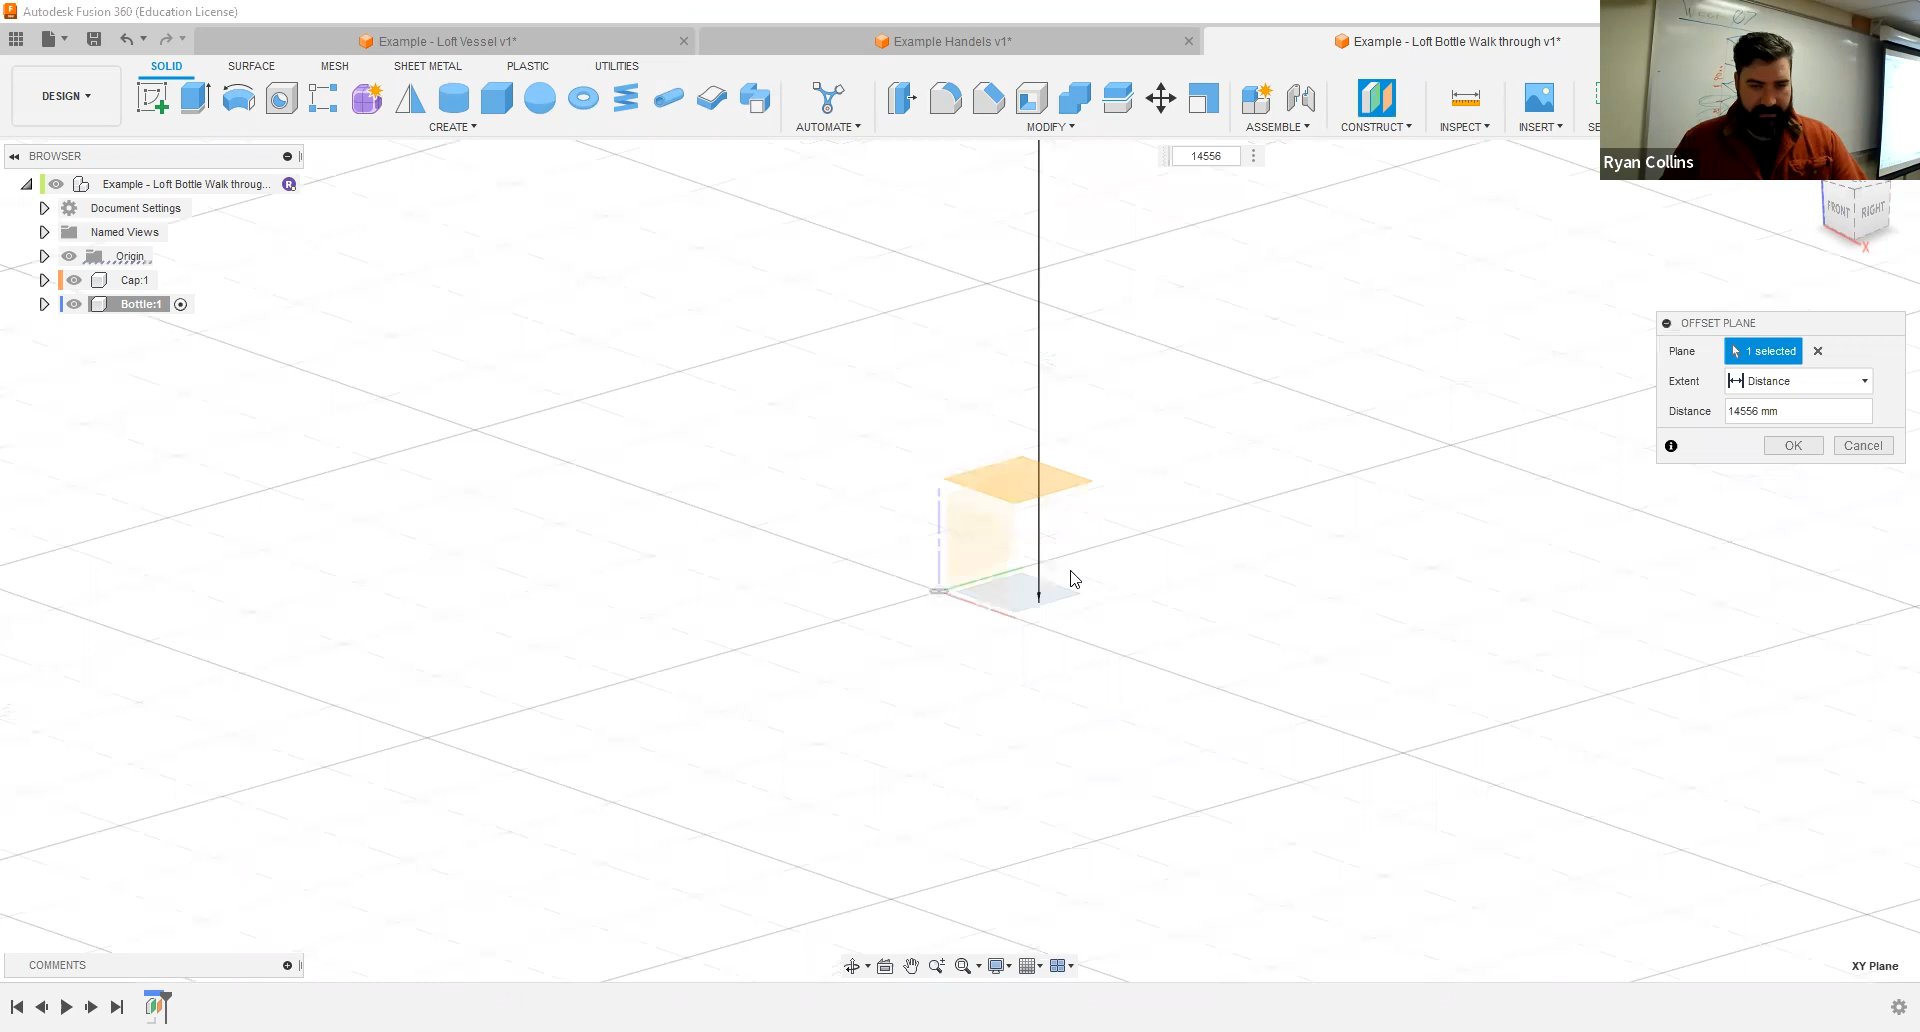 Autodesk Fusion 360 (Education License)
Example - Loft Vessel v1*
Example Handels v1*
Example - Loft Bottle Walk through v1*
SOLID
SURFACE
MESH
SHEET METAL
PLASTIC
UTILITIES
DESIGN
CREATE
AUTOMATE
MODIFY
ASSEMBLE
CONSTRUCT
INSPECT
INSERT
SE
Ryan Collins
BROWSER
14556
Example - Loft Bottle Walk throug...
Document Settings
Named Views
Origin
Cap:1
Bottle:1
FRONT
RIGHT
X
OFFSET PLANE
Plane
1 selected
Extent
Distance
Distance
14556 mm
OK
Cancel
COMMENTS
XY Plane